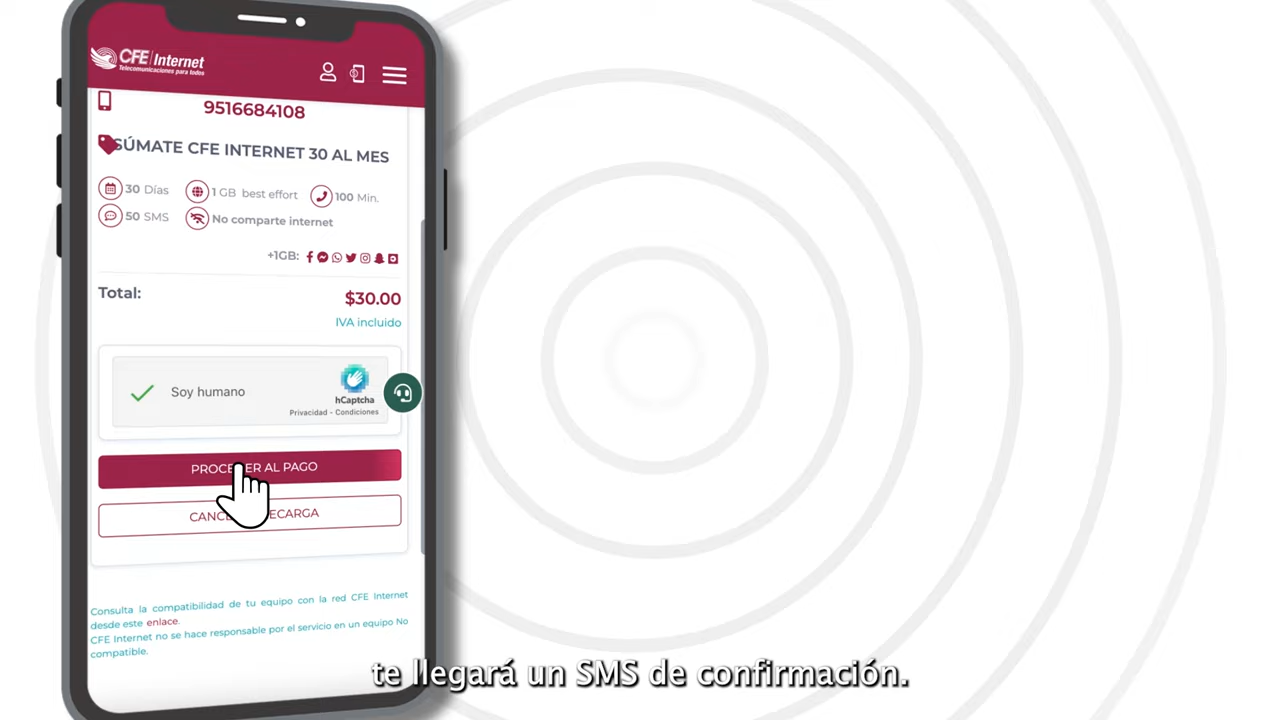 CFE Internet
Telecomunicaciones para todos
9516684108
SÚMATE CFE INTERNET 30 AL MES
30 Días
1 GB best effort
100 Min.
50 SMS
No comparte internet
+1GB:
Total:
$30.00
IVA incluido
Soy humano
hCaptcha
Privacidad - Condiciones
AL PAGO
Consulta la compatibilidad de tu equipo con la red CFE Internet
desde este enlace.
CFE Internet no se hace responsable por el servicio en un equipo No
compatible.
te llegará un SMS de confirmación.